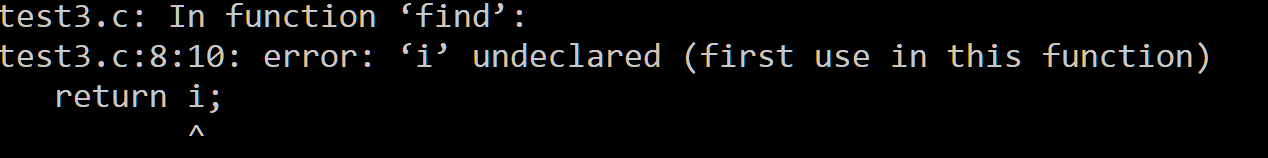 test3.c: In function ‘find’:
test3.c:8:10: error: ‘i’ undeclared (first use in this function)
   return i;
          ^